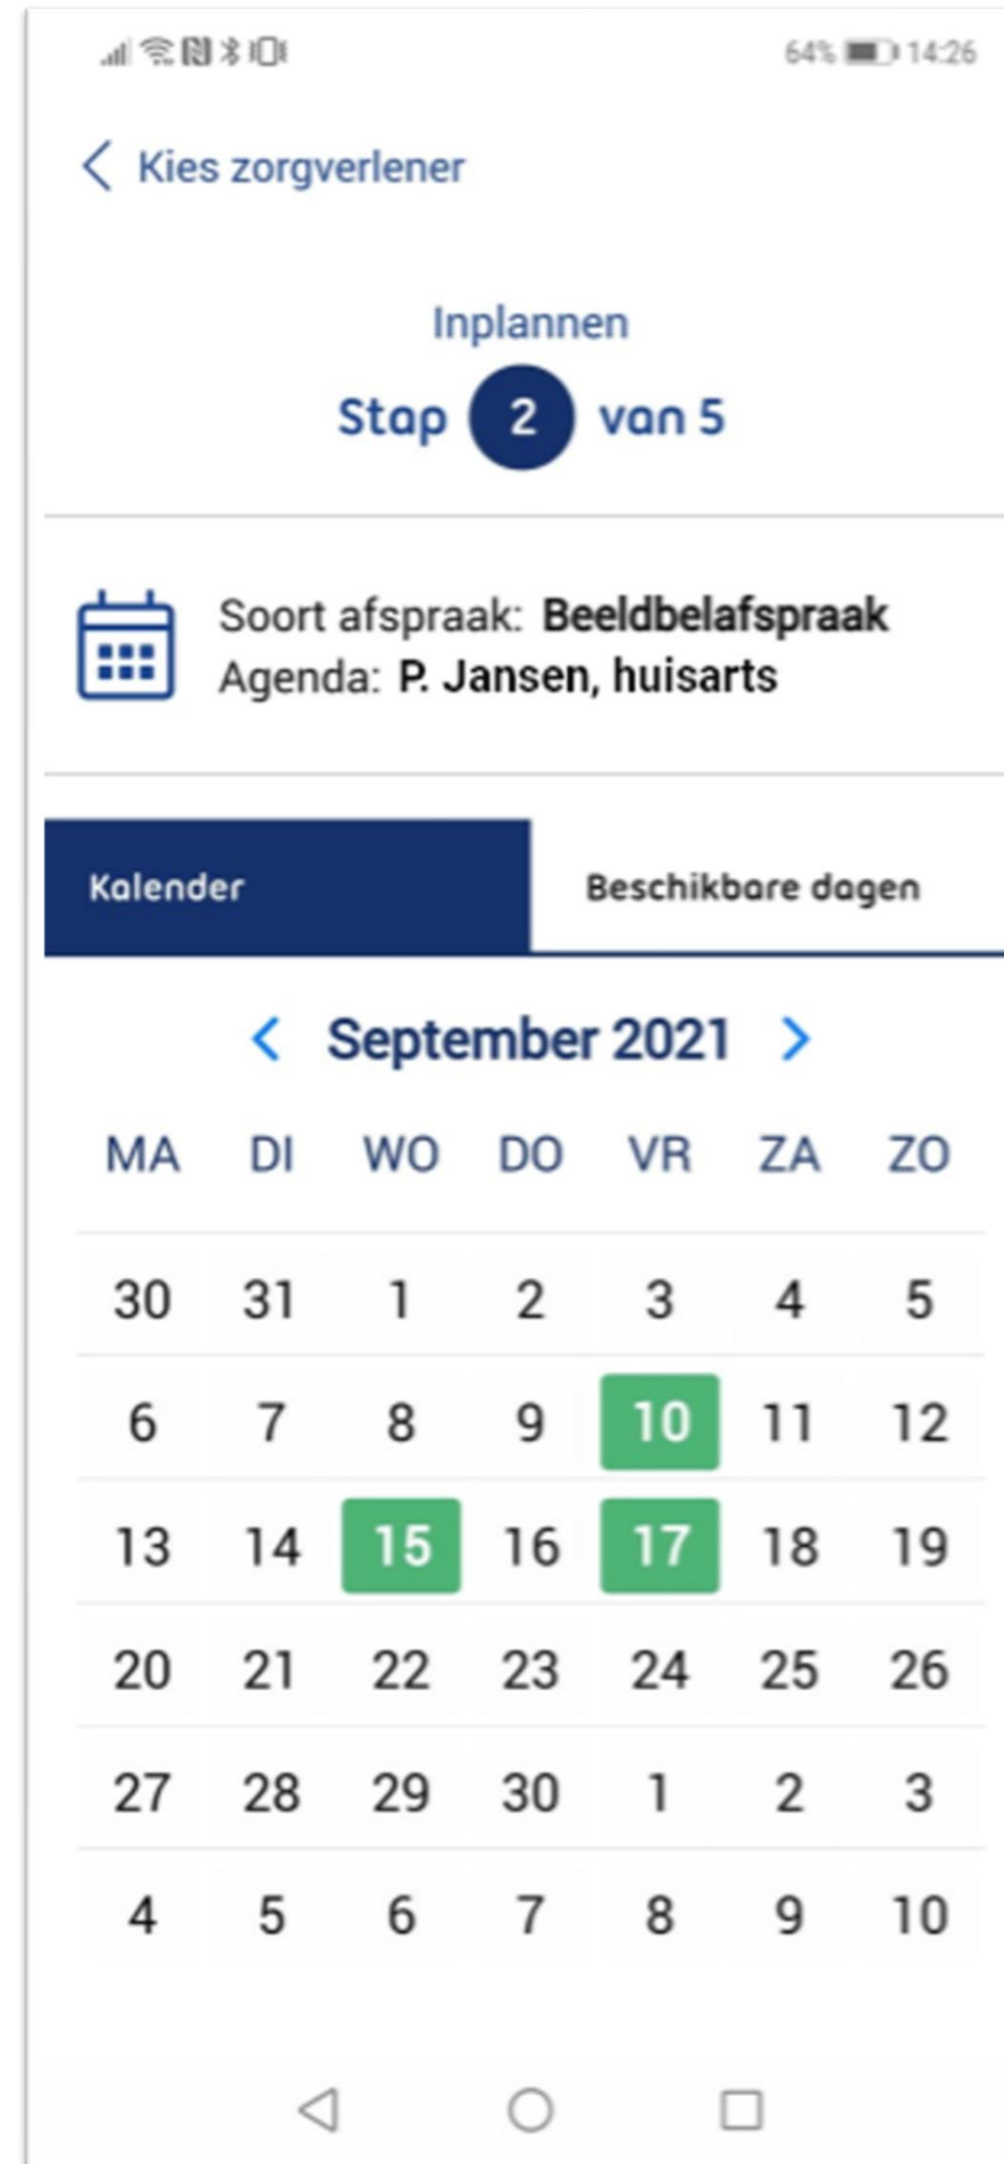 64% 14:26
Kies zorgverlener
Inplannen
Stap 2 van 5
Soort afspraak: Beeldbelafspraak
Agenda: P. Jansen, huisarts
Kalender Beschikbare dagen
September 2021
MA DI WO DO VR ZA ZO
30 31 1 2 3 4 5
6 7 8 9 10 11 12
13 14 15 16 17 18 19
20 21 22 23 24 25 26
27 28 29 30 1 2 3
4 5 6 7 8 9 10